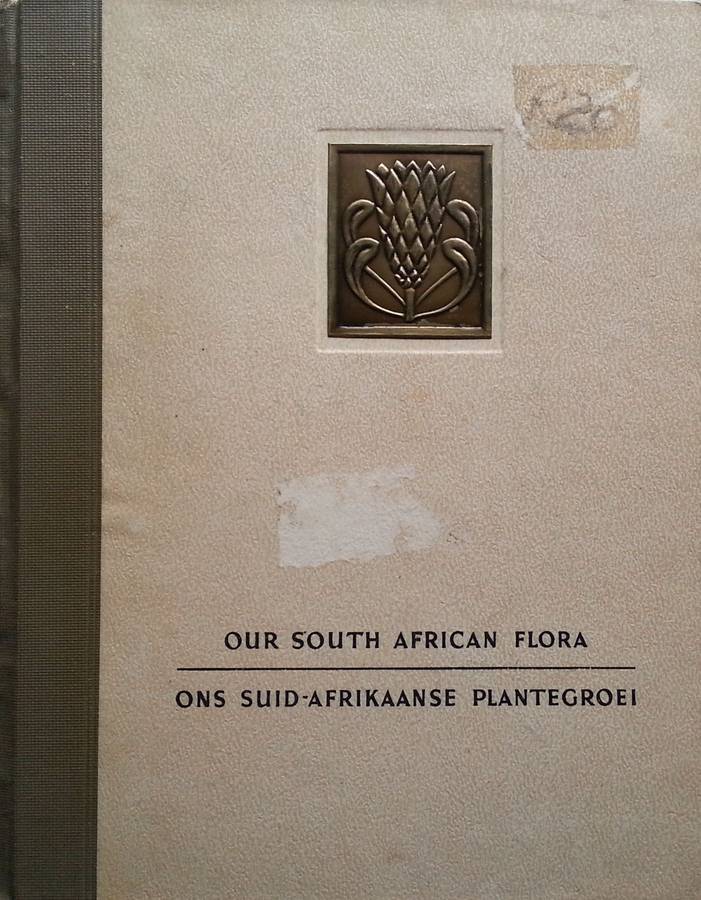 OUR SOUTH AFRICAN FLORA
ONS SUID-AFRIKAANSE PLANTEGROEI